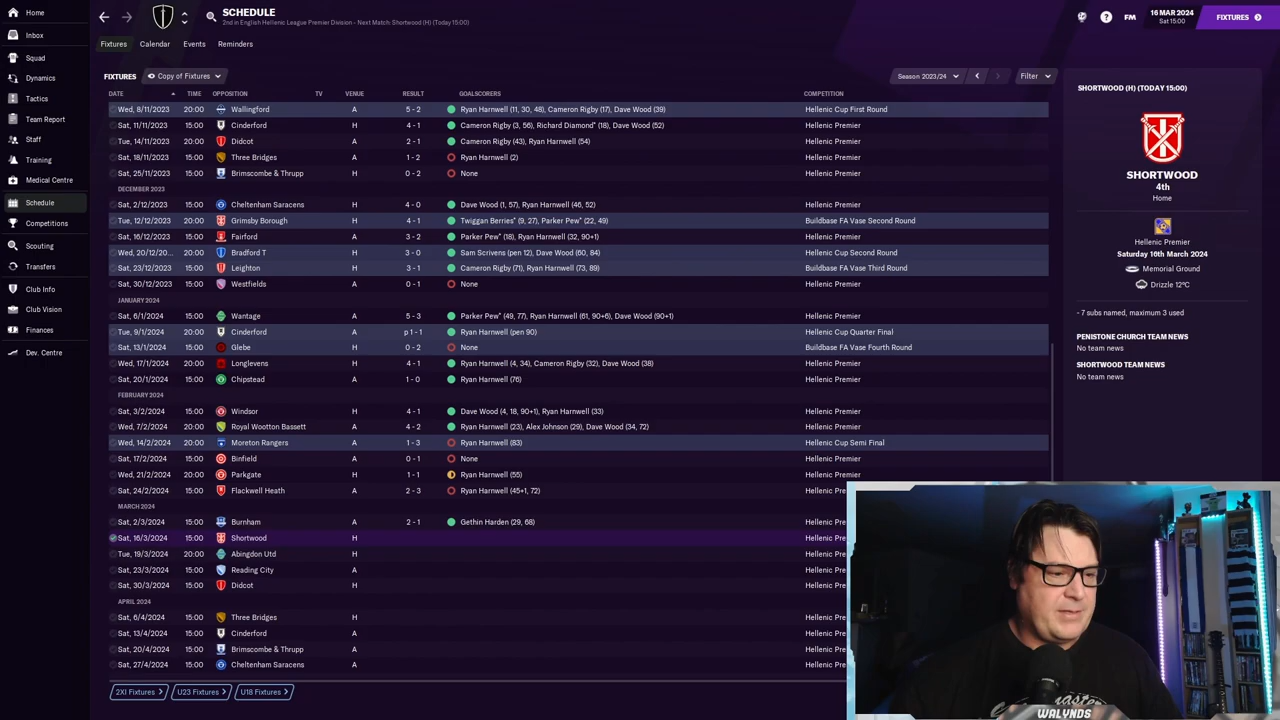 Home
Inbox
Squad
Dynamics
Tactics
Team Report
Staff
Training
Medical Centre
Schedule
Competitions
Scouting
Transfers
Club Info
Club Vision
Finances
Dev. Centre
SCHEDULE
2nd in English Hellenic League Premier Division - Next Match: Shortwood (H) (Today 15:00)
? FM 16 MAR 2024 Sat 15:00 FIXTURES
Fixtures Calendar Events Reminders
FIXTURES Copy of Fixtures Season 2023/24 Filter
DATE TIME OPPOSITION TV VENUE RESULT GOALSCORERS COMPETITION
Wed, 8/11/2023 20:00 Wallingford A 5 - 2 Ryan Harnwell (11, 30, 48), Cameron Rigby (17), Dave Wood (39) Hellenic Cup First Round
Sat, 11/11/2023 15:00 Cinderford H 4 - 1 Cameron Rigby (3, 56), Richard Diamond* (18), Dave Wood (52) Hellenic Premier
Tue, 14/11/2023 20:00 Didcot A 2 - 1 Cameron Rigby (43), Ryan Harnwell (54) Hellenic Premier
Sat, 18/11/2023 15:00 Three Bridges A 1 - 2 Ryan Harnwell (2) Hellenic Premier
Sat, 25/11/2023 15:00 Brimscombe & Thrupp H 0 - 2 None Hellenic Premier
DECEMBER 2023
Sat, 2/12/2023 15:00 Cheltenham Saracens H 4 - 0 Dave Wood (1, 57), Ryan Harnwell (46, 52) Hellenic Premier
Tue, 12/12/2023 20:00 Grimsby Borough H 4 - 1 Twiggan Berries* (9, 27), Parker Pew* (22, 49) Buildbase FA Vase Second Round
Sat, 16/12/2023 15:00 Fairford H 3 - 2 Parker Pew* (18), Ryan Harnwell (32, 90+1) Hellenic Premier
Wed, 20/12/20... 20:00 Bradford T H 3 - 0 Sam Scrivens (pen 12), Dave Wood (60, 84) Hellenic Cup Second Round
Sat, 23/12/2023 15:00 Leighton H 3 - 1 Cameron Rigby (71), Ryan Harnwell (73, 89) Buildbase FA Vase Third Round
Sat, 30/12/2023 15:00 Westfields A 0 - 1 None Hellenic Premier
JANUARY 2024
Sat, 6/1/2024 15:00 Wantage A 5 - 3 Parker Pew* (49, 77), Ryan Harnwell (61, 90+6), Dave Wood (90+1) Hellenic Premier
Tue, 9/1/2024 20:00 Cinderford A p 1 - 1 Ryan Harnwell (pen 90) Hellenic Cup Quarter Final
Sat, 13/1/2024 15:00 Glebe A 0 - 2 None Buildbase FA Vase Fourth Round
Wed, 17/1/2024 20:00 Longlevens H 4 - 1 Ryan Harnwell (4, 34), Cameron Rigby (32), Dave Wood (38) Hellenic Premier
Sat, 20/1/2024 15:00 Chipstead A 1 - 0 Ryan Harnwell (76) Hellenic Premier
FEBRUARY 2024
Sat, 3/2/2024 15:00 Windsor H 4 - 1 Dave Wood (4, 18, 90+1), Ryan Harnwell (33) Hellenic Premier
Wed, 7/2/2024 20:00 Royal Wootton Bassett A 4 - 2 Ryan Harnwell (23), Alex Johnson (29), Dave Wood (34, 72) Hellenic Premier
Wed, 14/2/2024 20:00 Moreton Rangers A 1 - 3 Ryan Harnwell (83) Hellenic Cup Semi Final
Sat, 17/2/2024 15:00 Binfield A 0 - 1 None Hellenic Premier
Wed, 21/2/2024 20:00 Parkgate H 1 - 1 Ryan Harnwell (55) Hellenic Premier
Sat, 24/2/2024 15:00 Flackwell Heath A 2 - 3 Ryan Harnwell (45+1, 72) Hellenic Pre
MARCH 2024
Sat, 2/3/2024 15:00 Burnham A 2 - 1 Gethin Harden (29, 68) Hellenic Pre
Sat, 16/3/2024 15:00 Shortwood H Hellenic Pre
Tue, 19/3/2024 20:00 Abingdon Utd H Hellenic Pre
Sat, 23/3/2024 15:00 Reading City A Hellenic Pre
Sat, 30/3/2024 15:00 Didcot H Hellenic Pre
APRIL 2024
Sat, 6/4/2024 15:00 Three Bridges H Hellenic Pre
Sat, 13/4/2024 15:00 Cinderford A Hellenic Pre
Sat, 20/4/2024 15:00 Brimscombe & Thrupp A Hellenic Pre
Sat, 27/4/2024 15:00 Cheltenham Saracens A Hellenic Pre
2XI Fixtures U23 Fixtures U18 Fixtures
SHORTWOOD (H) (TODAY 15:00)
SHORTWOOD
4th
Home
Hellenic Premier
Saturday 16th March 2024
Memorial Ground
Drizzle 12°C
- 7 subs named, maximum 3 used
PENISTONE CHURCH TEAM NEWS
No team news
SHORTWOOD TEAM NEWS
No team news
WALYNDS